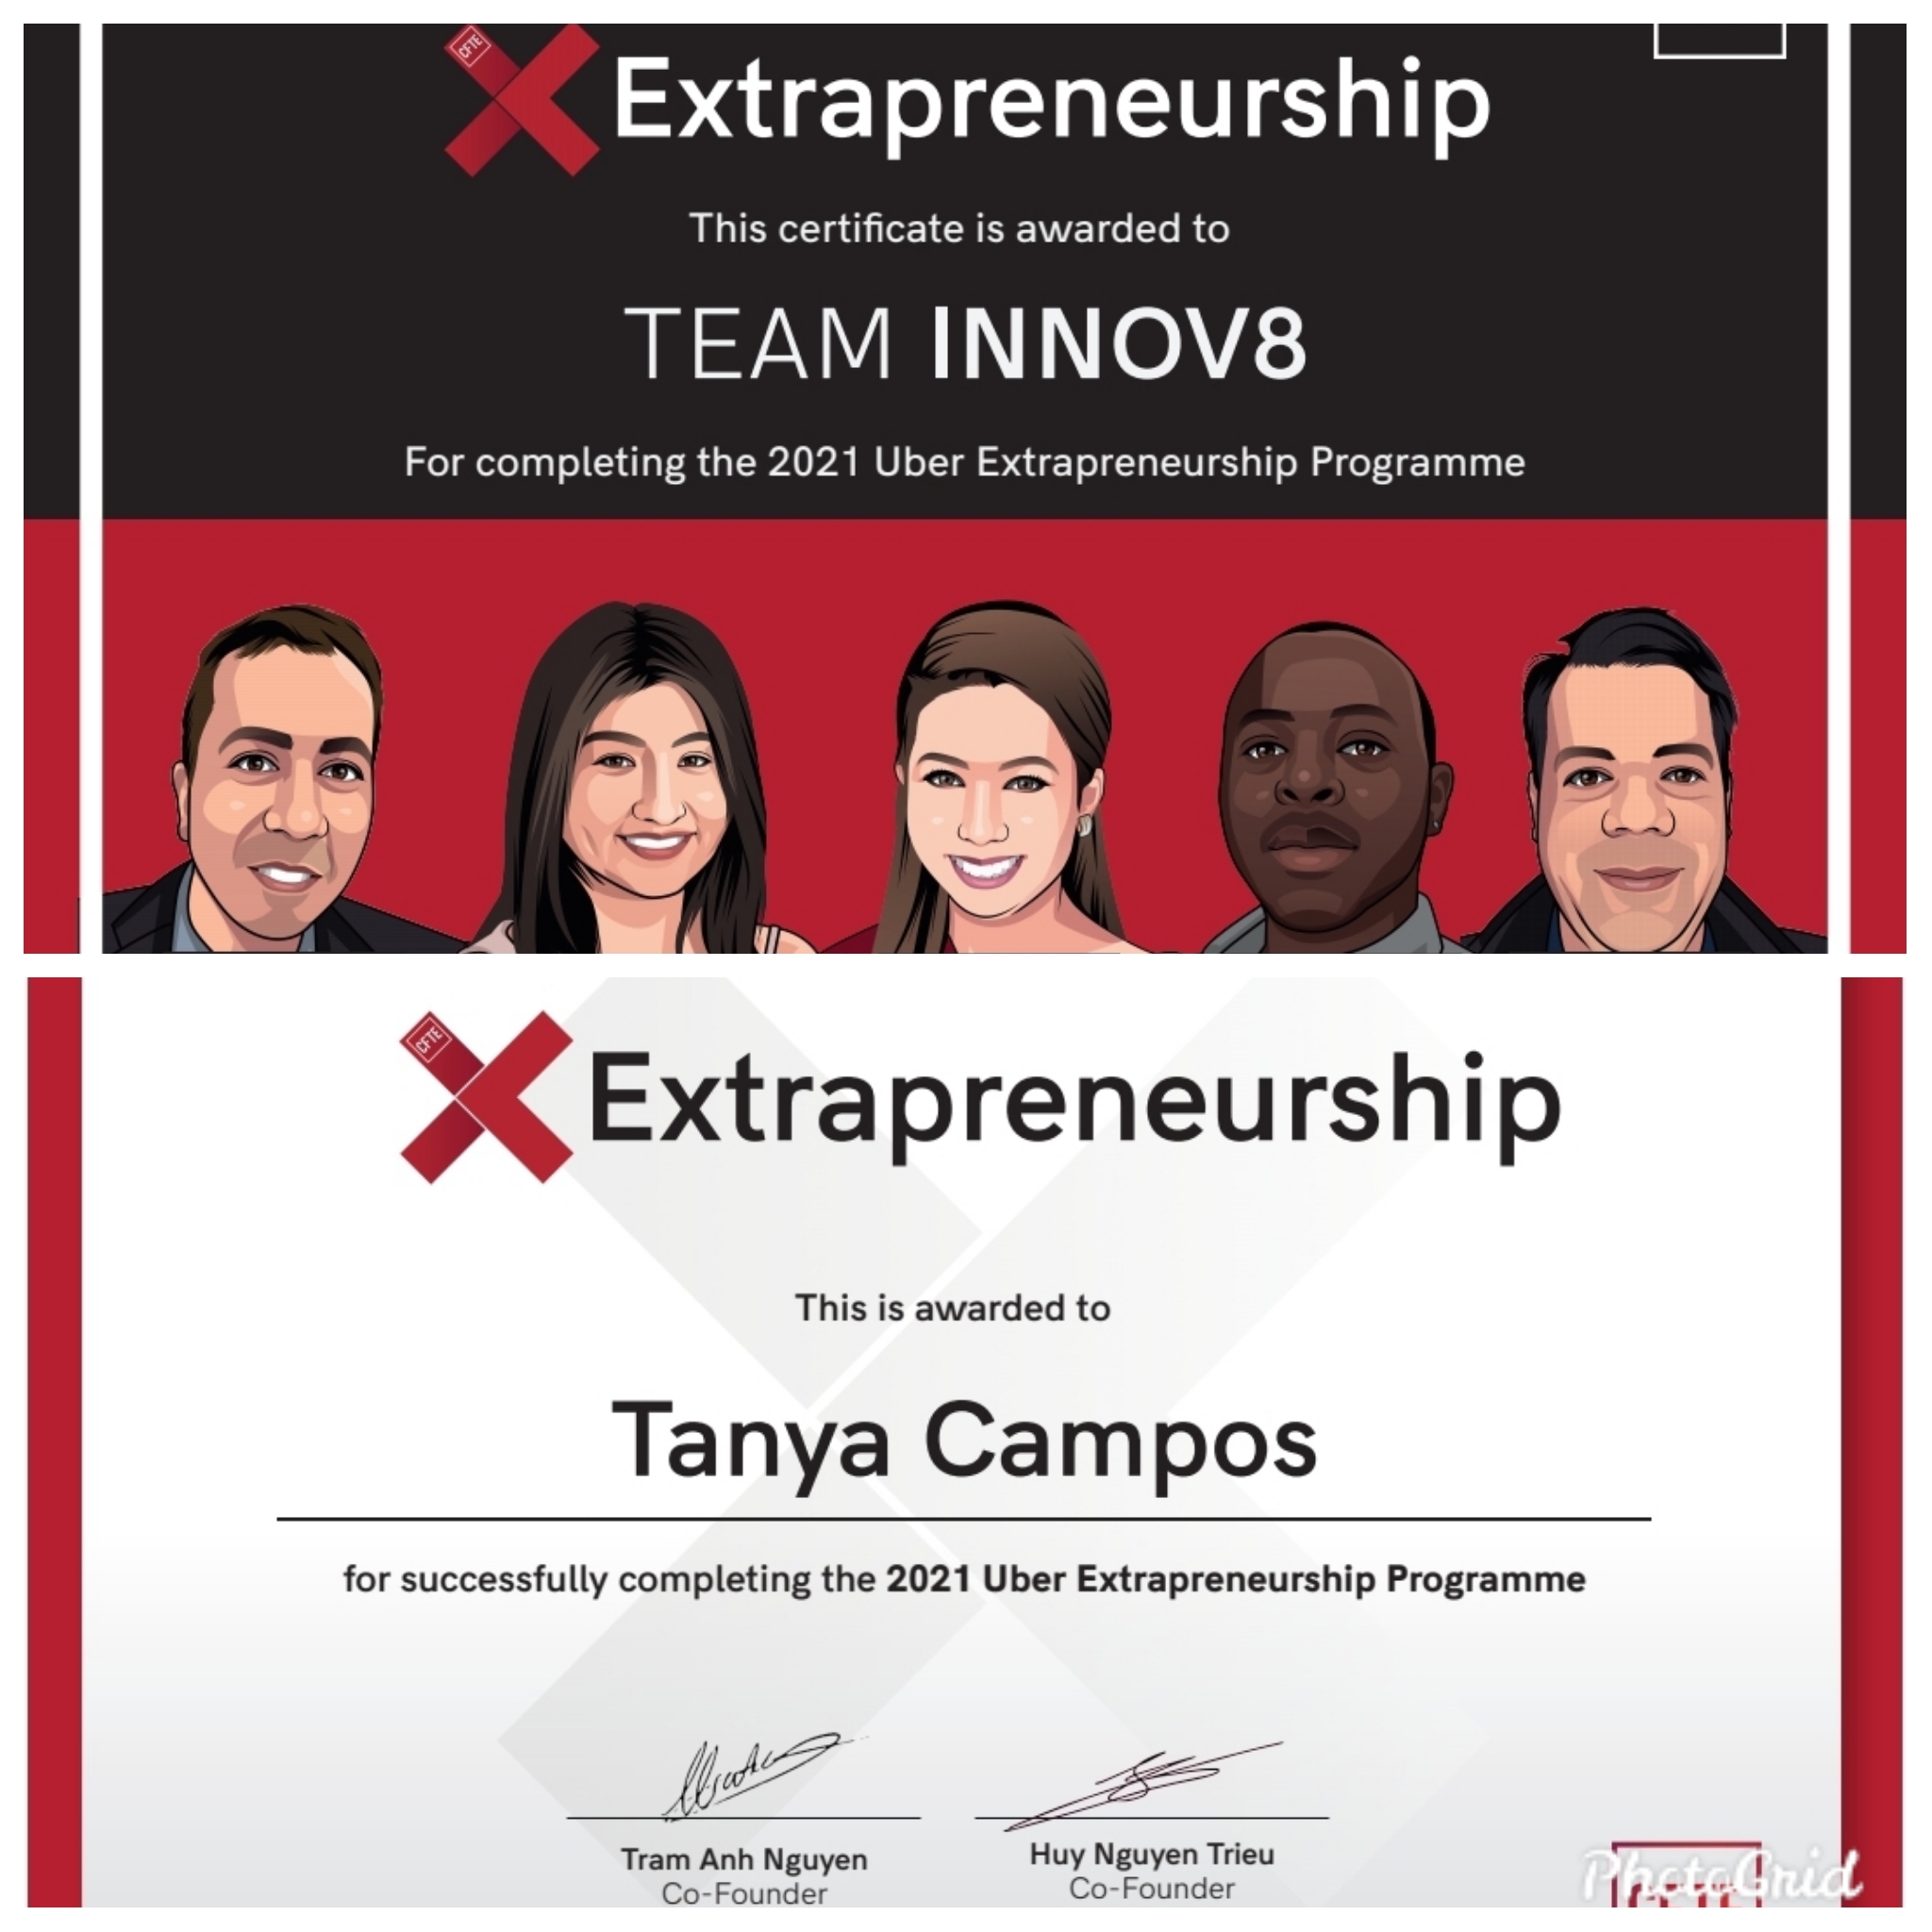 CFTE
Extrapreneurship
This certificate is awarded to
TEAM INNOV8
For completing the 2021 Uber Extrapreneurship Programme
CFTE
Extrapreneurship
This is awarded to
Tanya Campos
for successfully completing the 2021 Uber Extrapreneurship Programme
Tram Anh Nguyen
Co-Founder
Huy Nguyen Trieu
Co-Founder
PhotoGrid